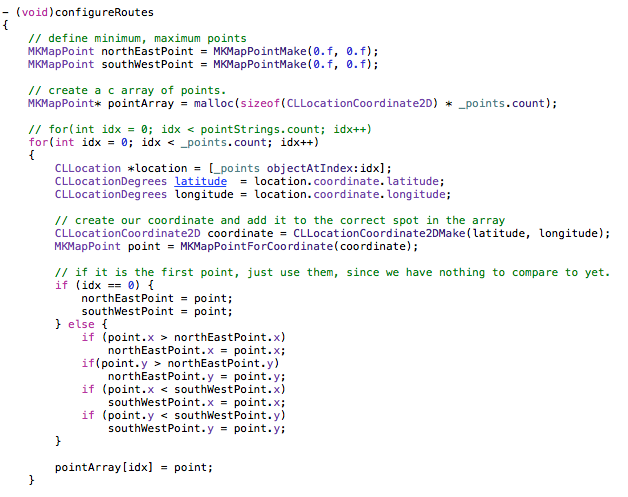 - (void)configureRoutes
{
    // define minimum, maximum points
    MKMapPoint northEastPoint = MKMapPointMake(0.f, 0.f);
    MKMapPoint southWestPoint = MKMapPointMake(0.f, 0.f);

    // create a c array of points.
    MKMapPoint* pointArray = malloc(sizeof(CLLocationCoordinate2D) * _points.count);

    // for(int idx = 0; idx < pointStrings.count; idx++)
    for(int idx = 0; idx < _points.count; idx++)
    {
        CLLocation *location = [_points objectAtIndex:idx];
        CLLocationDegrees latitude  = location.coordinate.latitude;
        CLLocationDegrees longitude = location.coordinate.longitude;

        // create our coordinate and add it to the correct spot in the array
        CLLocationCoordinate2D coordinate = CLLocationCoordinate2DMake(latitude, longitude);
        MKMapPoint point = MKMapPointForCoordinate(coordinate);

        // if it is the first point, just use them, since we have nothing to compare to yet.
        if (idx == 0) {
            northEastPoint = point;
            southWestPoint = point;
        } else {
            if (point.x > northEastPoint.x)
                northEastPoint.x = point.x;
            if(point.y > northEastPoint.y)
                northEastPoint.y = point.y;
            if (point.x < southWestPoint.x)
                southWestPoint.x = point.x;
            if (point.y < southWestPoint.y)
                southWestPoint.y = point.y;
        }

        pointArray[idx] = point;
    }